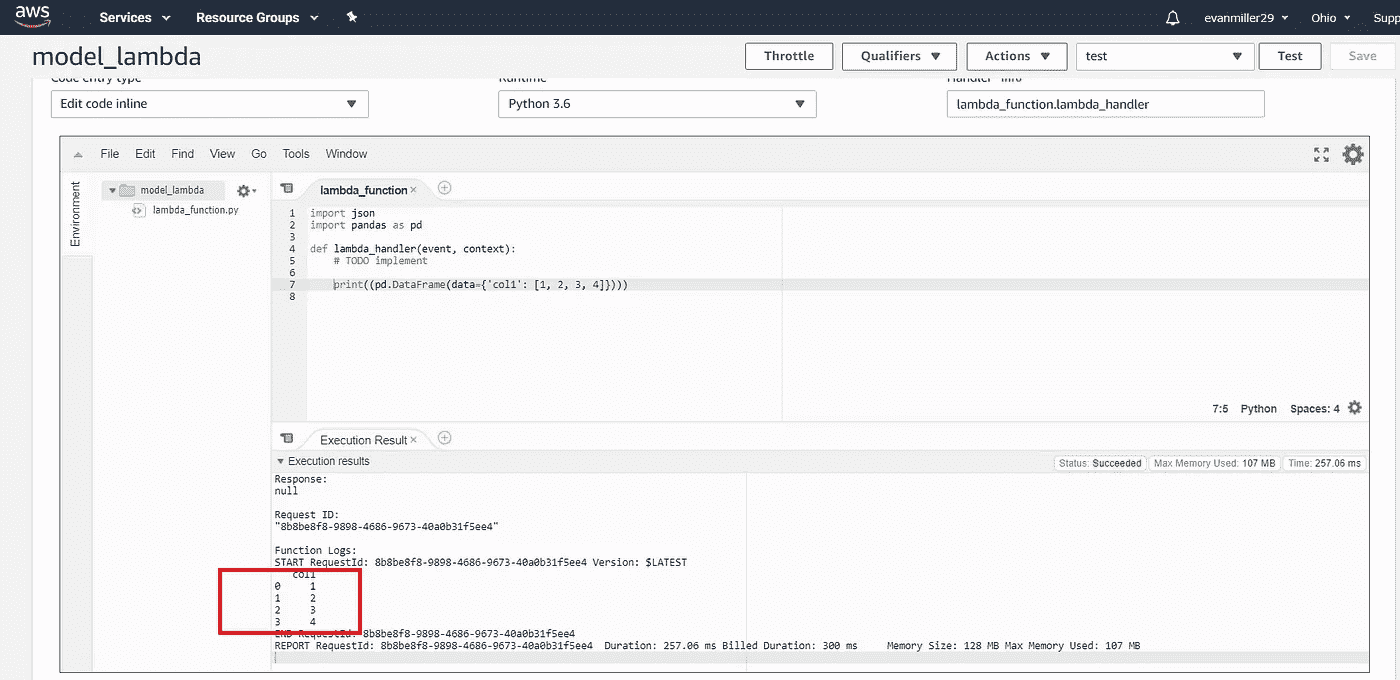 aws Services Resource Groups evanmiller29 Ohio Supp
model_lambda Throttle Qualifiers Actions test Test Save
Code entry type Runtime Handler Info
Edit code inline Python 3.6 lambda_function.lambda_handler
File Edit Find View Go Tools Window
Environment
model_lambda
lambda_function.py
lambda_function
1 import json
2 import pandas as pd
3
4 def lambda_handler(event, context):
5 # TODO implement
6
7 print((pd.DataFrame(data={'col1': [1, 2, 3, 4]})))
8
7:5 Python Spaces: 4
Execution Result
Execution results Status: Succeeded Max Memory Used: 107 MB Time: 257.06 ms
Response:
null
Request ID:
"8b8be8f8-9898-4686-9673-40a0b31f5ee4"
Function Logs:
START RequestId: 8b8be8f8-9898-4686-9673-40a0b31f5ee4 Version: $LATEST
col1
0 1
1 2
2 3
3 4
END RequestId: 8b8be8f8-9898-4686-9673-40a0b31f5ee4
REPORT RequestId: 8b8be8f8-9898-4686-9673-40a0b31f5ee4 Duration: 257.06 ms Billed Duration: 300 ms Memory Size: 128 MB Max Memory Used: 107 MB